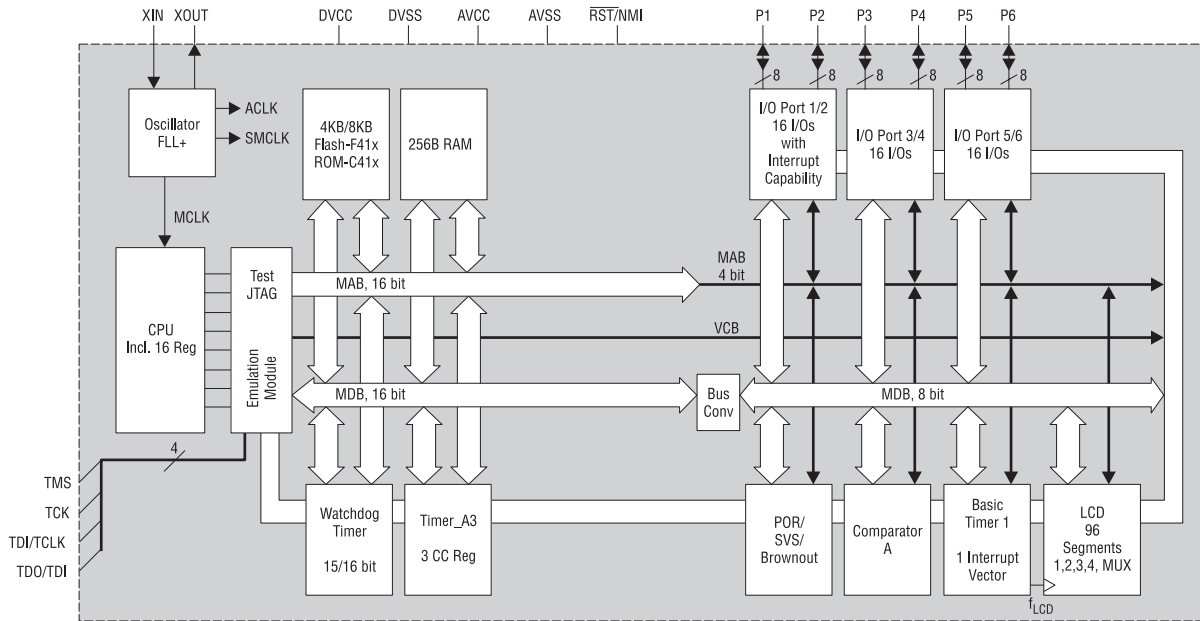 XIN XOUT DVCC DVSS AVCC AVSS RST/NMI P1 P2 P3 P4 P5 P6
8 8 8 8 8 8
Oscillator
FLL+
ACLK
SMCLK
4KB/8KB
Flash-F41x
ROM-C41x
256B RAM
I/O Port 1/2
16 I/Os
with
Interrupt
Capability
I/O Port 3/4
16 I/Os
I/O Port 5/6
16 I/Os
MCLK
CPU
Incl. 16 Reg
Test
JTAG
Emulation
Module
MAB, 16 bit
MAB
4 bit
VCB
MDB, 16 bit
Bus
Conv
MDB, 8 bit
4
TMS
TCK
TDI/TCLK
TDO/TDI
Watchdog
Timer
15/16 bit
Timer_A3
3 CC Reg
POR/
SVS/
Brownout
Comparator
A
Basic
Timer 1
1 Interrupt
Vector
LCD
96
Segments
1,2,3,4, MUX
fLCD